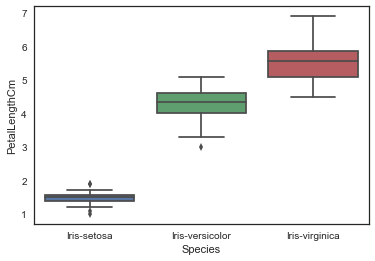 7
6
5
4
3
2
1
PetalLengthCm
Iris-setosa
Iris-versicolor
Iris-virginica
Species